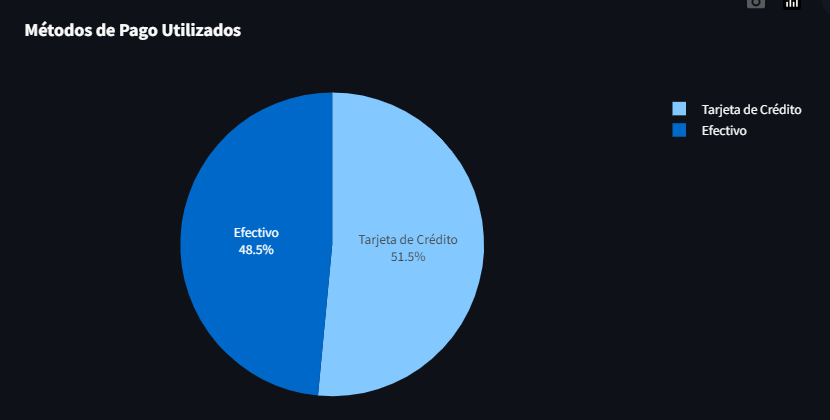 Métodos de Pago Utilizados
Tarjeta de Crédito
Efectivo
Efectivo
48.5%
Tarjeta de Crédito
51.5%